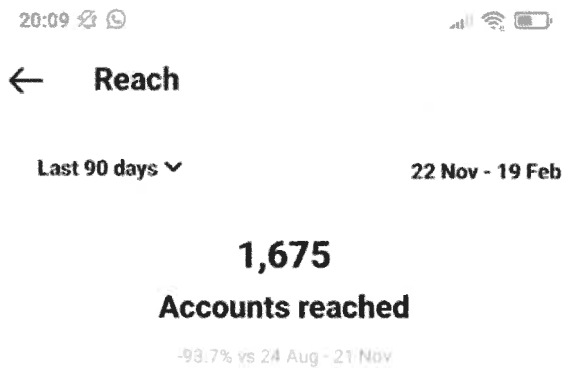 20:09
Reach
Last 90 days 22 Nov - 19 Feb
1,675
Accounts reached
-93.7% vs 24 Aug - 21 Nov